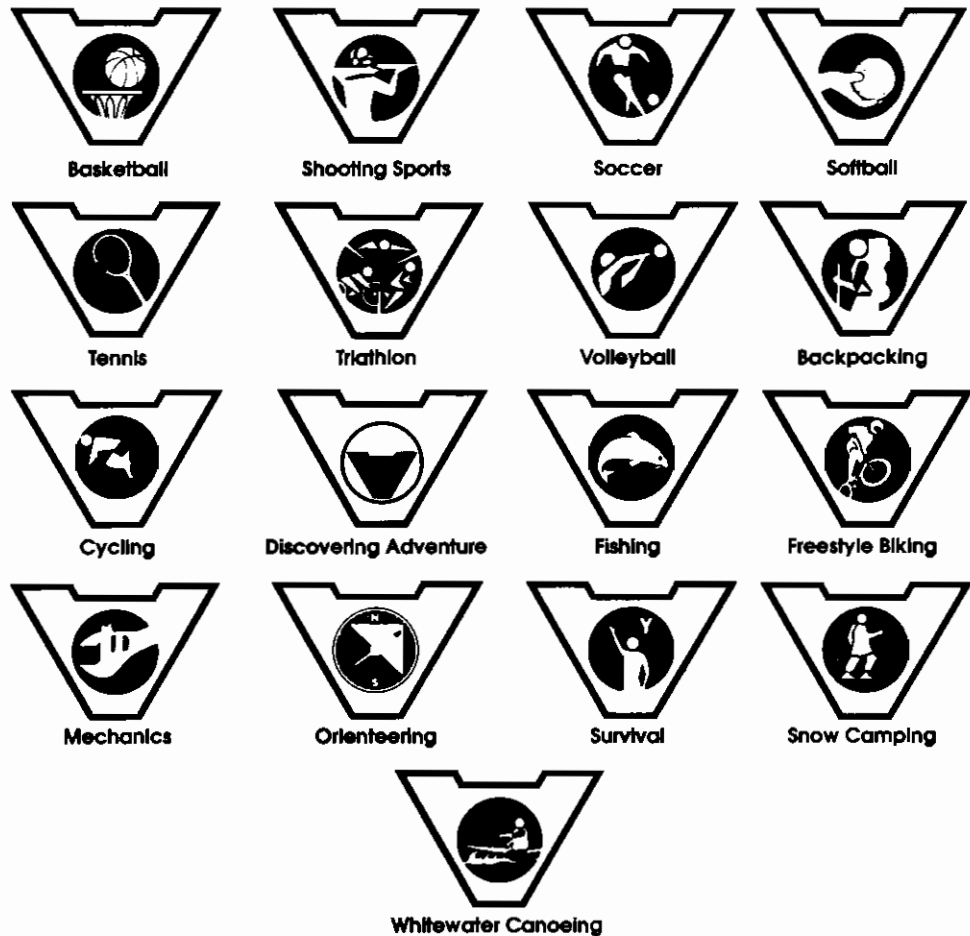 Basketball
Shooting Sports
Soccer
Softball
Tennis
Triathlon
Volleyball
Backpacking
Cycling
Discovering Adventure
Fishing
Freestyle Biking
N
S
Y
Mechanics
Orienteering
Survival
Snow Camping
Whitewater Canoeing